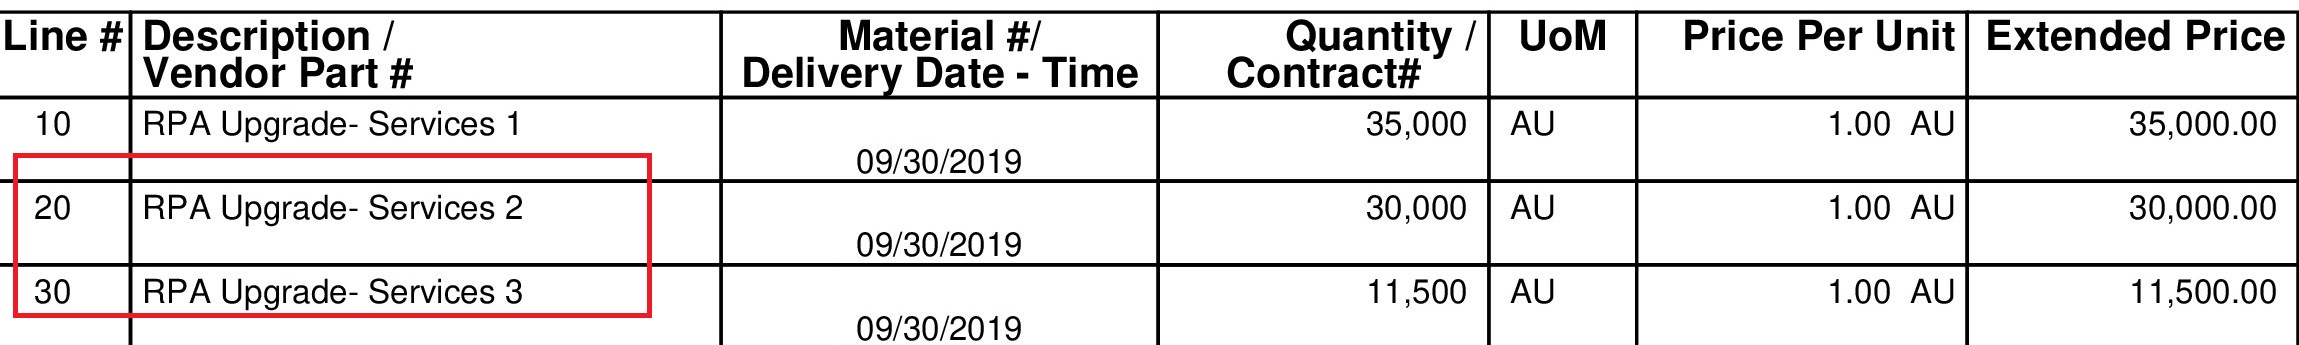 Line # Description / Material #/ Quantity / UoM Price Per Unit Extended Price
Vendor Part # Delivery Date - Time Contract#
10 RPA Upgrade- Services 1 35,000 AU 1.00 AU 35,000.00
09/30/2019
20 RPA Upgrade- Services 2 30,000 AU 1.00 AU 30,000.00
09/30/2019
30 RPA Upgrade- Services 3 11,500 AU 1.00 AU 11,500.00
09/30/2019